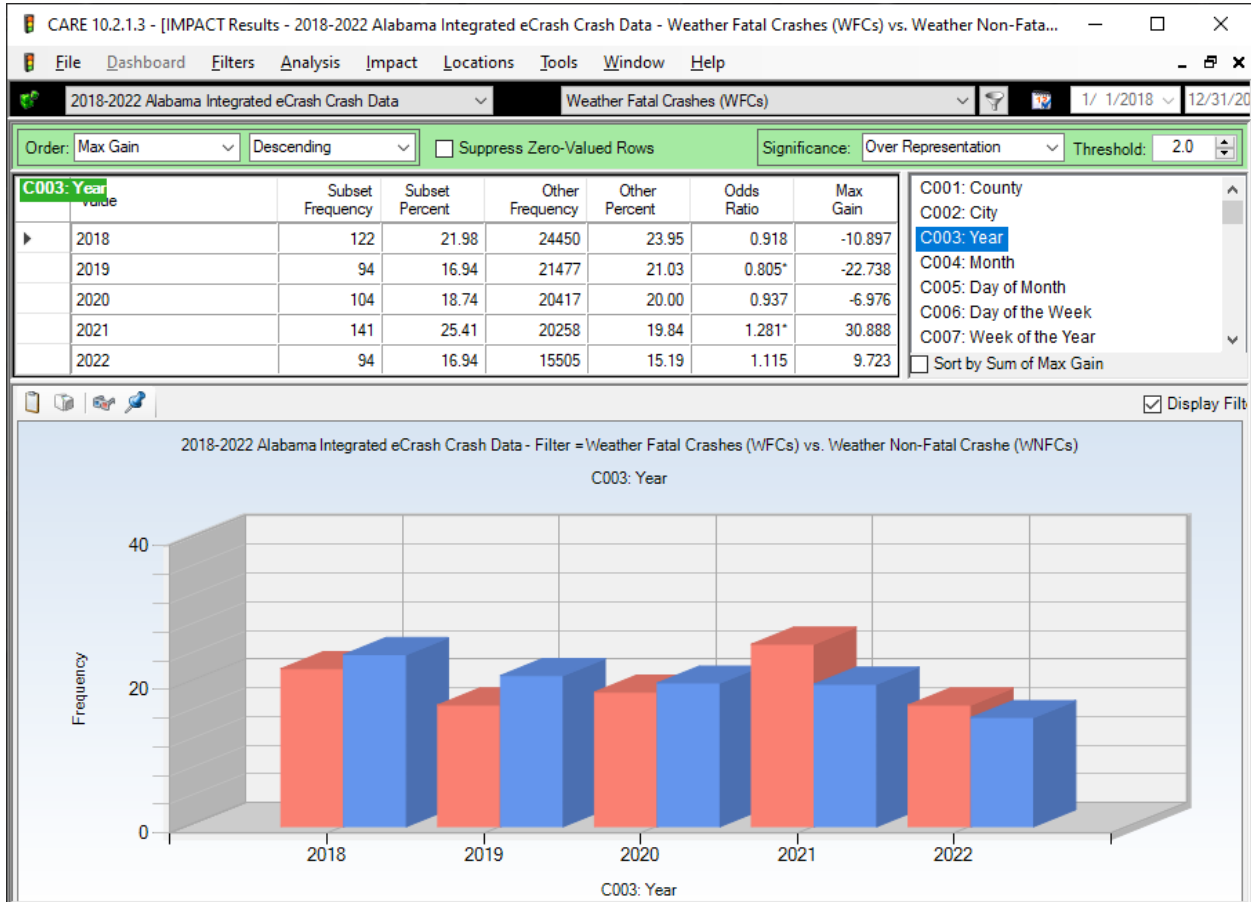 CARE 10.2.1.3 - [IMPACT Results - 2018-2022 Alabama Integrated eCrash Crash Data - Weather Fatal Crashes (WFCs) vs. Weather Non-Fata...
File Dashboard Filters Analysis Impact Locations Tools Window Help
2018-2022 Alabama Integrated eCrash Crash Data Weather Fatal Crashes (WFCs) 1/ 1/2018 12/31/20
Order: Max Gain Descending Suppress Zero-Valued Rows Significance: Over Representation Threshold: 2.0
C003: Year
Value Subset Frequency Subset Percent Other Frequency Other Percent Odds Ratio Max Gain
2018 122 21.98 24450 23.95 0.918 -10.897
2019 94 16.94 21477 21.03 0.805* -22.738
2020 104 18.74 20417 20.00 0.937 -6.976
2021 141 25.41 20258 19.84 1.281* 30.888
2022 94 16.94 15505 15.19 1.115 9.723
C001: County
C002: City
C003: Year
C004: Month
C005: Day of Month
C006: Day of the Week
C007: Week of the Year
Sort by Sum of Max Gain
Display Filt
2018-2022 Alabama Integrated eCrash Crash Data - Filter = Weather Fatal Crashes (WFCs) vs. Weather Non-Fatal Crashe (WNFCs)
C003: Year
Frequency
40
20
0
2018 2019 2020 2021 2022
C003: Year